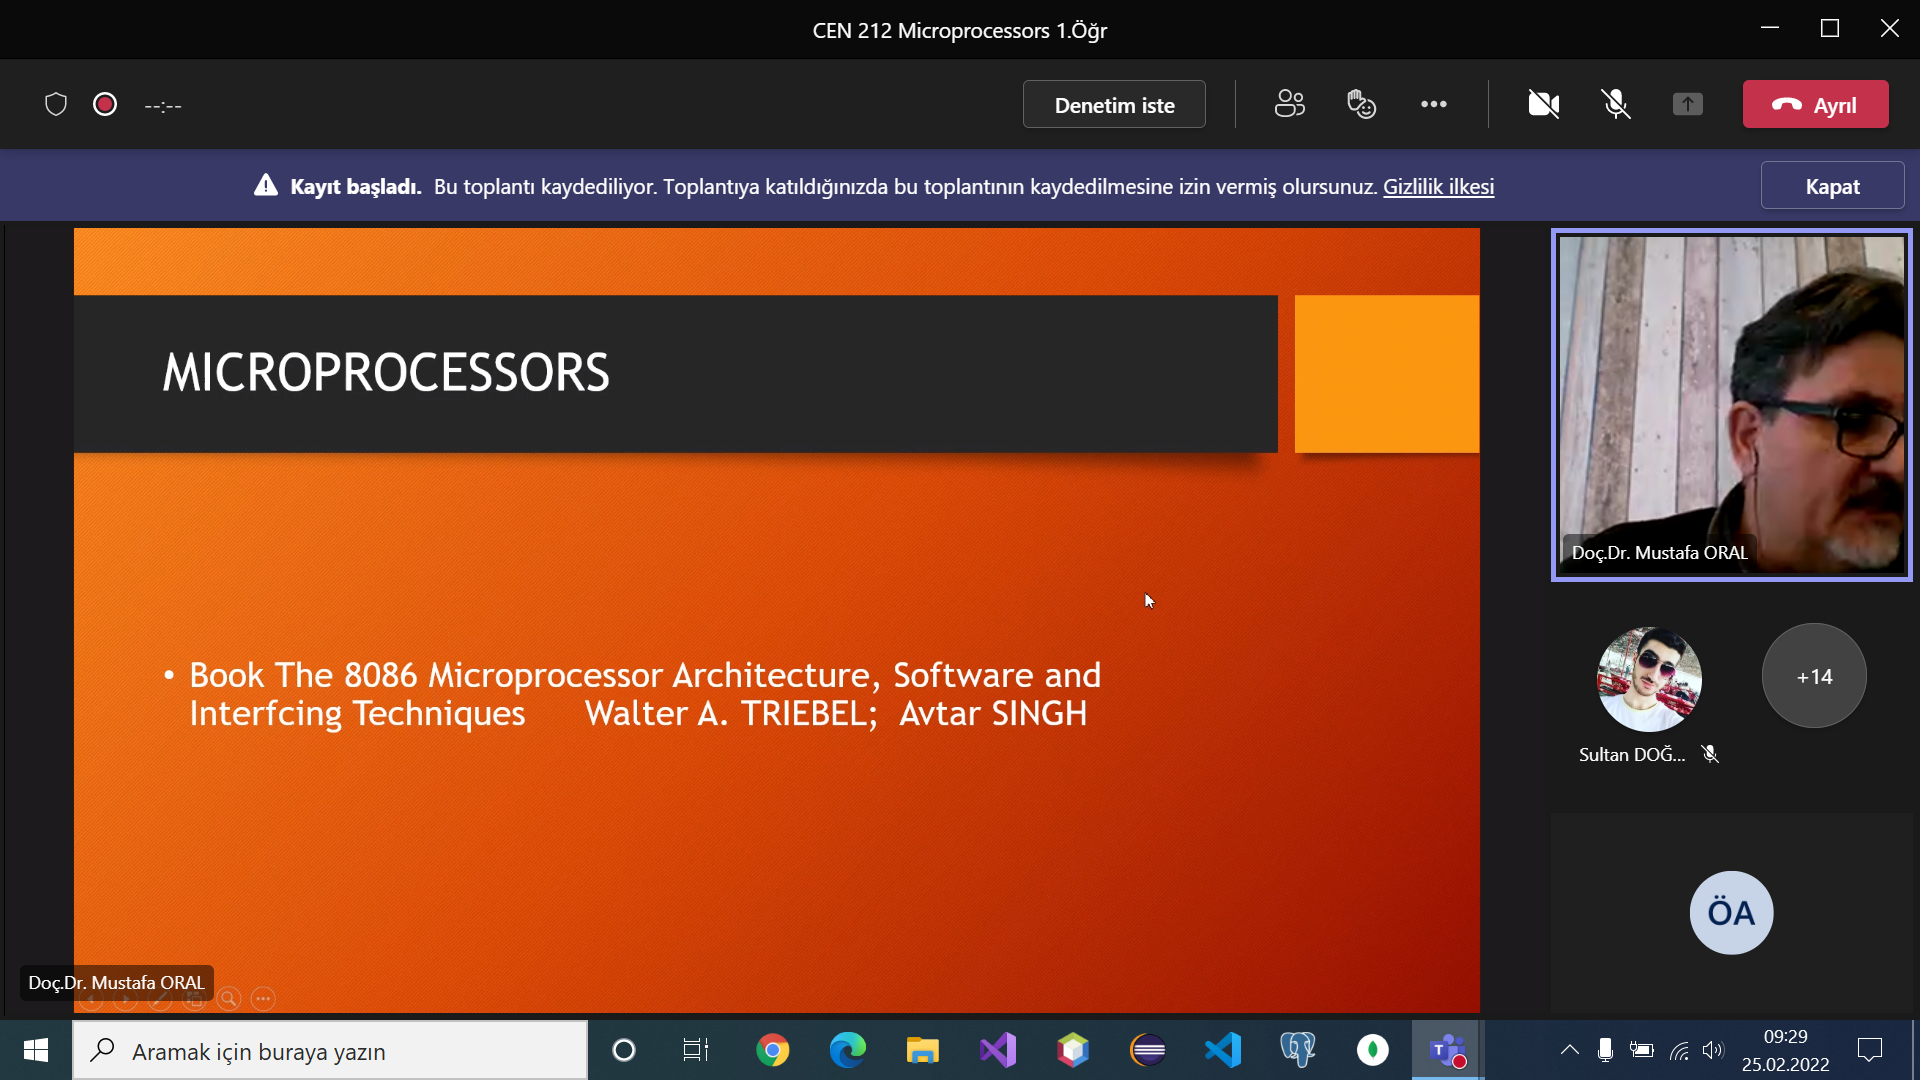 CEN 212 Microprocessors 1.Öğr
--:--
Denetim iste
Ayrıl
Kayıt başladı. Bu toplantı kaydediliyor. Toplantıya katıldığınızda bu toplantının kaydedilmesine izin vermiş olursunuz. Gizlilik ilkesi
Kapat
MICROPROCESSORS
• Book The 8086 Microprocessor Architecture, Software and
Interfcing Techniques Walter A. TRIEBEL; Avtar SINGH
Doç.Dr. Mustafa ORAL
Doç.Dr. Mustafa ORAL
+14
Sultan DOĞ...
ÖA
Aramak için buraya yazın
09:29
25.02.2022